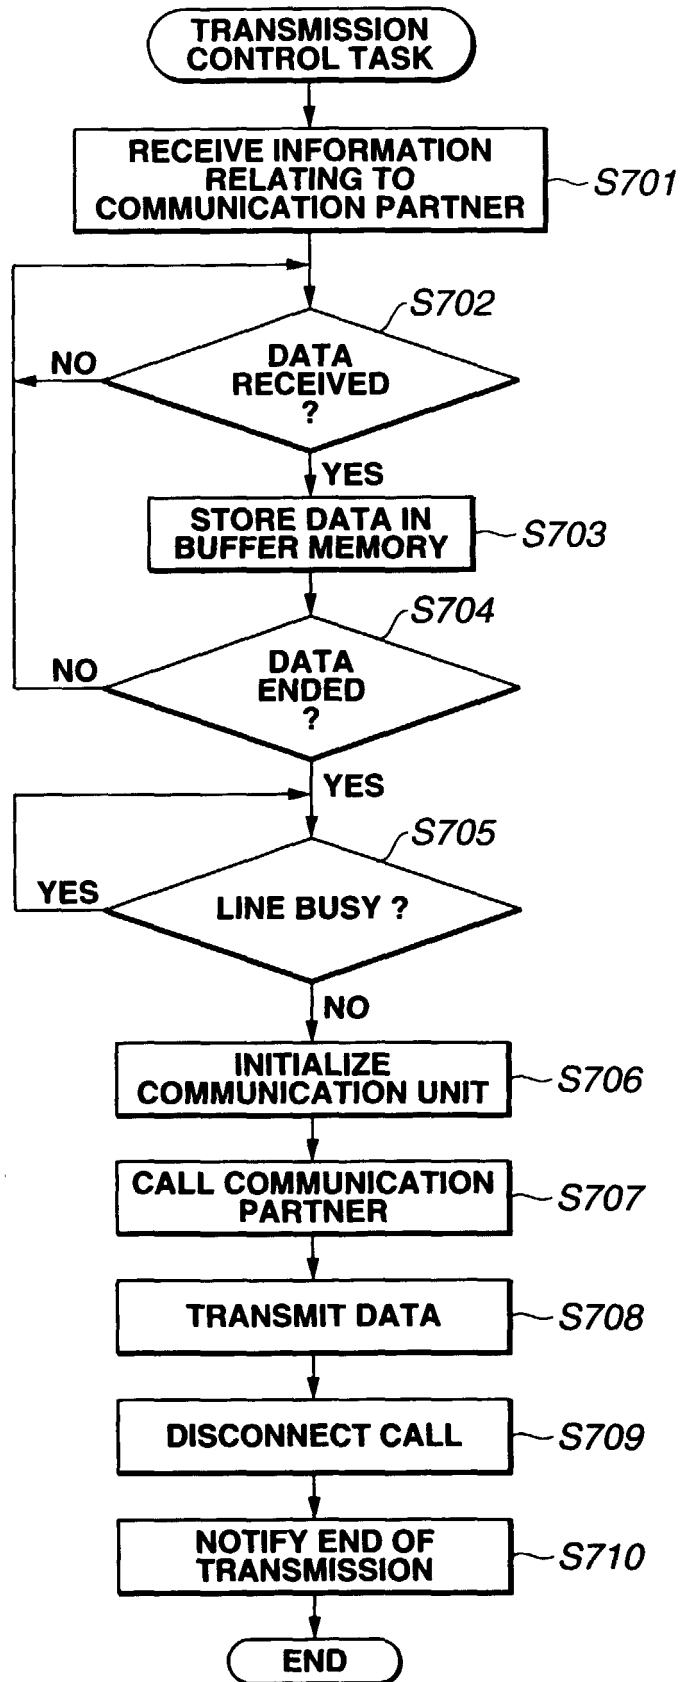 TRANSMISSION
CONTROL TASK
RECEIVE INFORMATION
RELATING TO
COMMUNICATION PARTNER
S701
S702
NO
DATA
RECEIVED
?
YES
STORE DATA IN
BUFFER MEMORY
S703
S704
NO
DATA
ENDED
?
YES
S705
YES
LINE BUSY ?
NO
INITIALIZE
COMMUNICATION UNIT
S706
CALL COMMUNICATION
PARTNER
S707
TRANSMIT DATA
S708
DISCONNECT CALL
S709
NOTIFY END OF
TRANSMISSION
S710
END